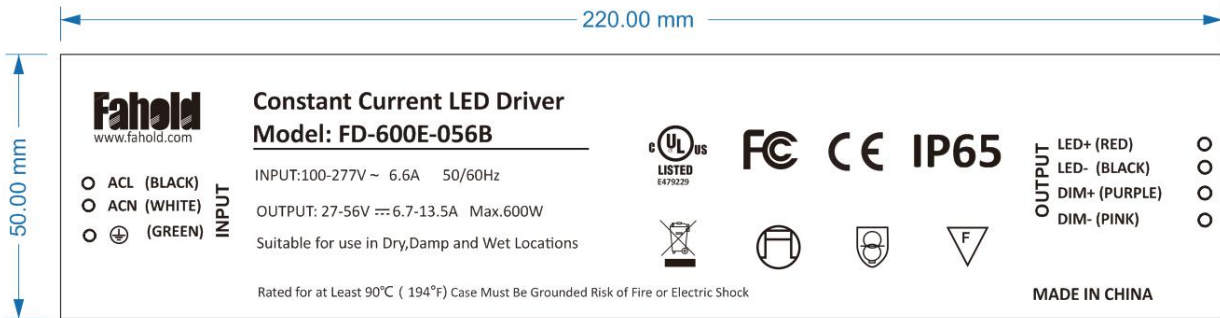 220.00 mm
50.00 mm
Fahold
www.fahold.com
Constant Current LED Driver
Model: FD-600E-056B
INPUT:100-277V ~ 6.6A 50/60Hz
OUTPUT: 27-56V ⎓ 6.7-13.5A Max.600W
Suitable for use in Dry,Damp and Wet Locations
Rated for at Least 90℃ ( 194°F) Case Must Be Grounded Risk of Fire or Electric Shock
ACL (BLACK)
ACN (WHITE)
(GREEN)
INPUT
c UL US
LISTED
E479229
FC CE IP65
F
OUTPUT
LED+ (RED)
LED- (BLACK)
DIM+ (PURPLE)
DIM- (PINK)
MADE IN CHINA